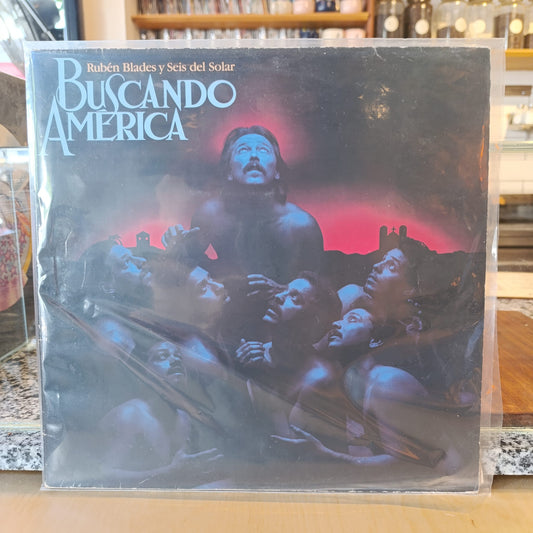 Rubén Blades y Seis del Solar
BUSCANDO
AMÉRICA